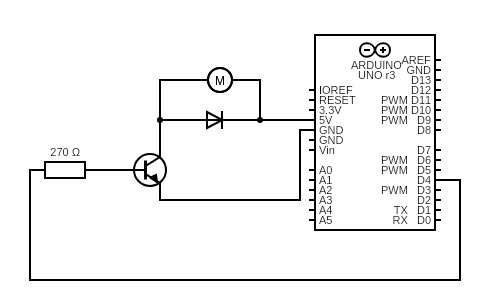 AREF
ARDUINO GND
UNO r3 D13
D12
IOREF
RESET PWM D11
3.3V PWM D10
5V PWM D9
GND D8
GND
Vin D7
PWM D6
A0 PWM D5
A1 D4
A2 PWM D3
A3 D2
A4 TX D1
A5 RX D0
M
270 Ω